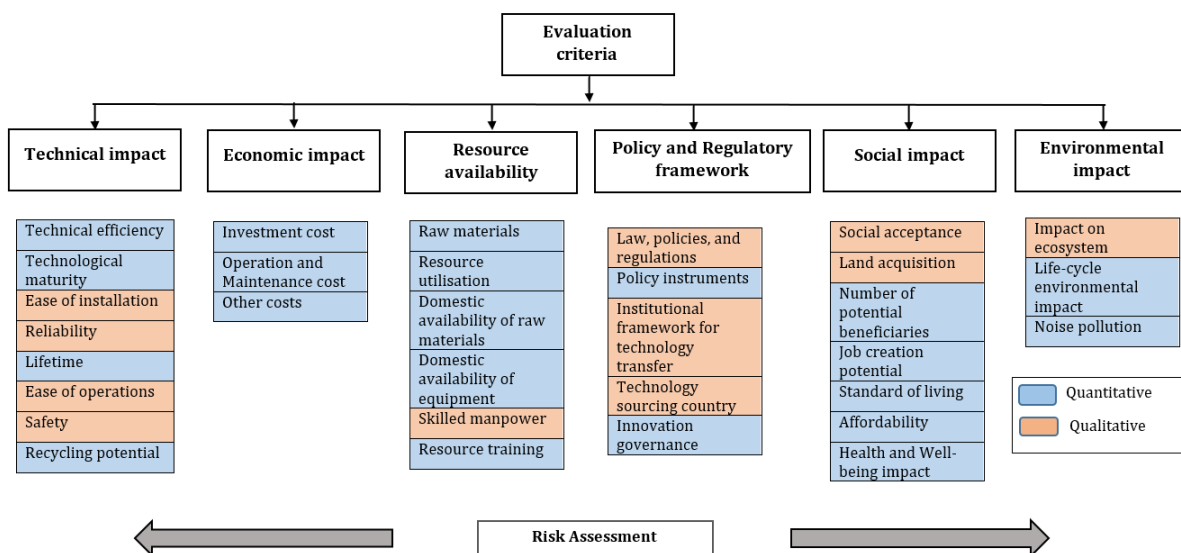 Evaluation
criteria
Technical impact
Economic impact
Resource
availability
Policy and Regulatory
framework
Social impact
Environmental
impact
Technical efficiency
Technological
maturity
Ease of installation
Reliability
Lifetime
Ease of operations
Safety
Recycling potential
Investment cost
Operation and
Maintenance cost
Other costs
Raw materials
Resource
utilisation
Domestic
availability of raw
materials
Domestic
availability of
equipment
Skilled manpower
Resource training
Law, policies, and
regulations
Policy instruments
Institutional
framework for
technology
transfer
Technology
sourcing country
Innovation
governance
Social acceptance
Land acquisition
Number of
potential
beneficiaries
Job creation
potential
Standard of living
Affordability
Health and Well-
being impact
Impact on
ecosystem
Life-cycle
environmental
impact
Noise pollution
Quantitative
Qualitative
Risk Assessment